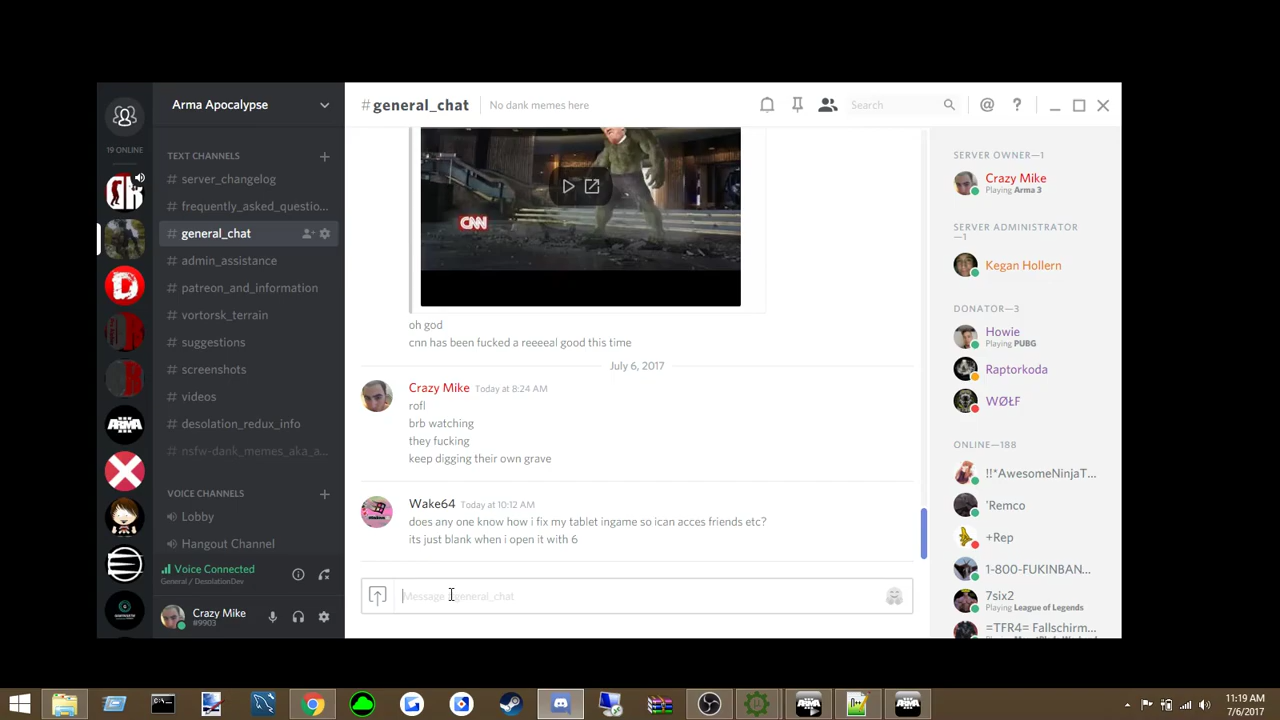 Arma Apocalypse
#general_chat
No dank memes here
Search
19 ONLINE
TEXT CHANNELS
# server_changelog
# frequently_asked_questio...
# general_chat
# admin_assistance
# patreon_and_information
# vortorsk_terrain
# suggestions
# screenshots
# videos
# desolation_redux_info
# nsfw-dank_memes_aka_a...
VOICE CHANNELS
Lobby
Hangout Channel
Voice Connected
General / DesolationDev
Crazy Mike
#9903
CNN
oh god
cnn has been fucked a reeeeal good this time
July 6, 2017
Crazy Mike Today at 8:24 AM
rofl
brb watching
they fucking
keep digging their own grave
Wake64 Today at 10:12 AM
does any one know how i fix my tablet ingame so ican acces friends etc?
its just blank when i open it with 6
Message #general_chat
SERVER OWNER—1
Crazy Mike
Playing Arma 3
SERVER ADMINISTRATOR
—1
Kegan Hollern
DONATOR—3
Howie
Playing PUBG
Raptorkoda
WØŁF
ONLINE—188
!!*AwesomeNinjaT...
'Remco
+Rep
1-800-FUKINBAN...
7six2
Playing League of Legends
=TFR4= Fallschirm...
ARMA
ARMA
ARMA
11:19 AM
7/6/2017